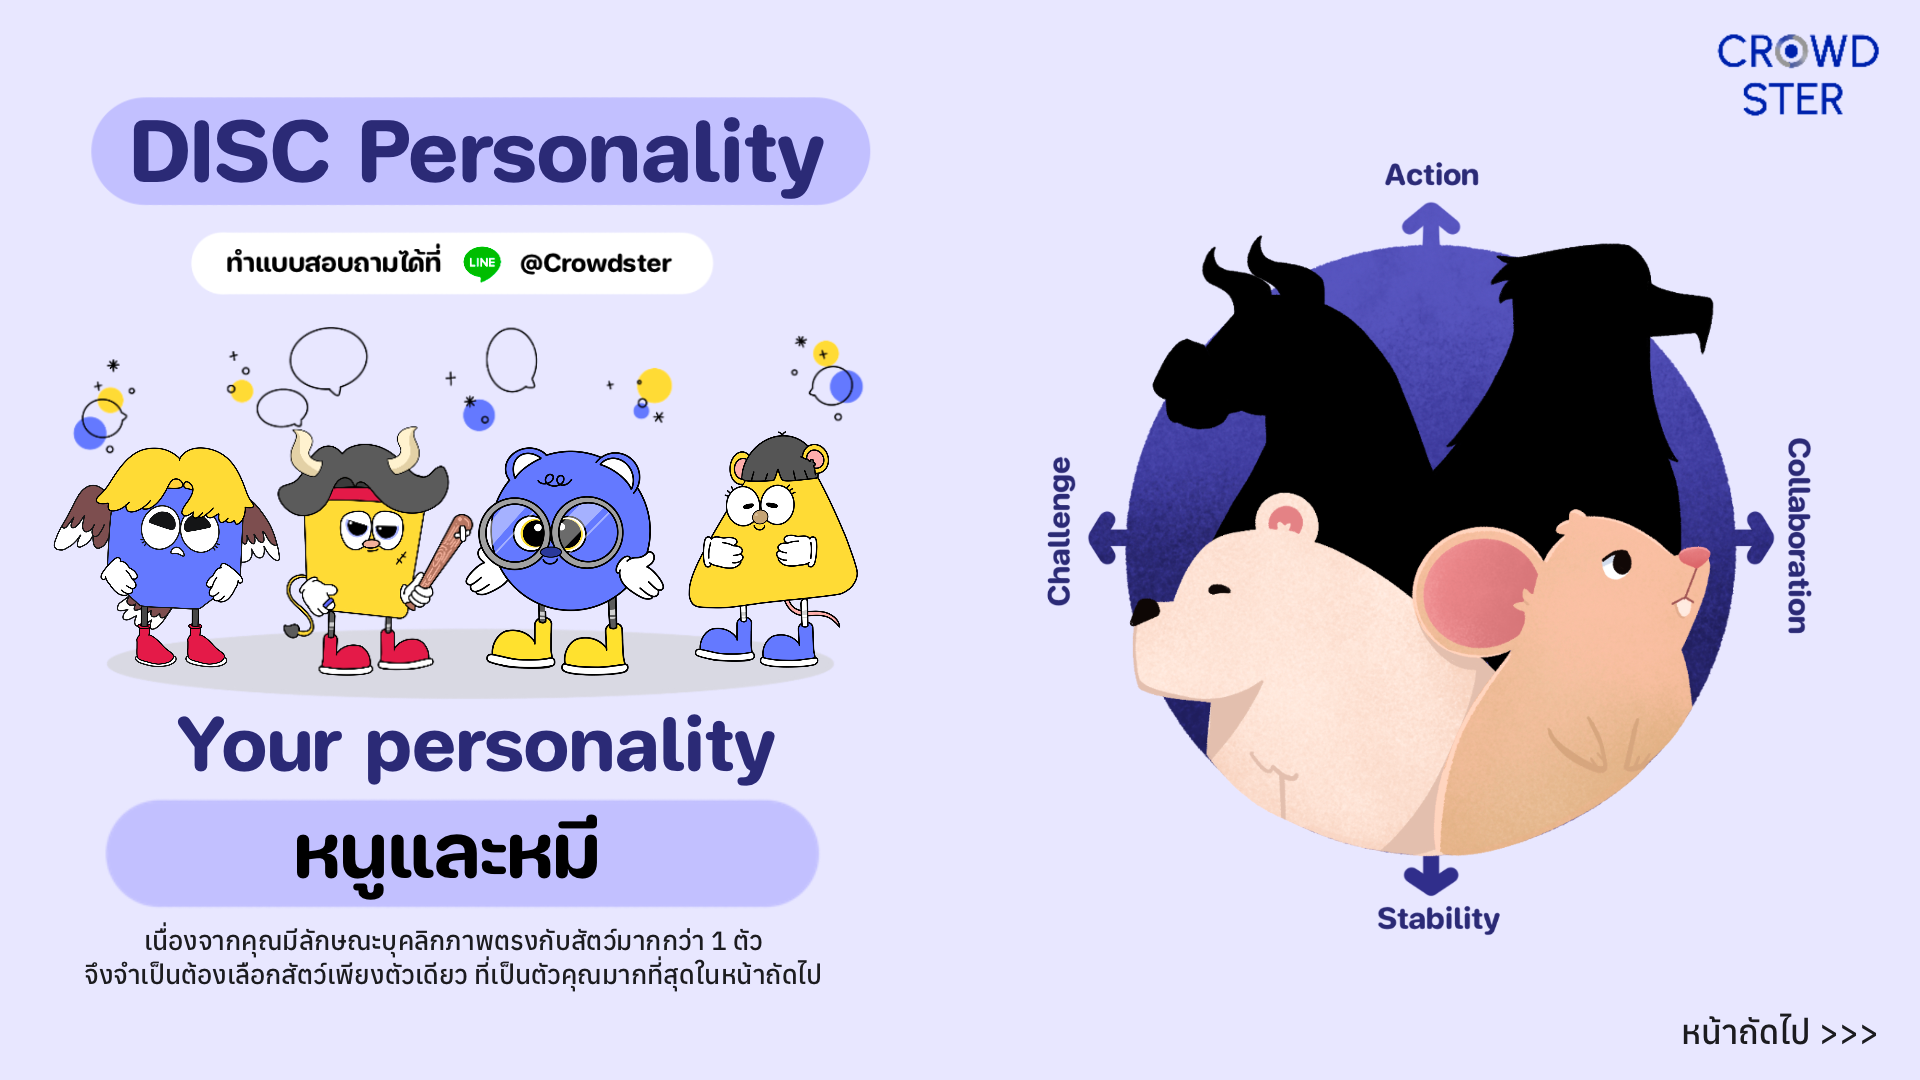 CROWD
STER
DISC Personality
ทำแบบสอบถามได้ที่ LINE @Crowdster
Action
Challenge
Collaboration
Stability
Your personality
หนูและหมี
เนื่องจากคุณมีลักษณะบุคลิกภาพตรงกับสัตว์มากกว่า 1 ตัว
จึงจำเป็นต้องเลือกสัตว์เพียงตัวเดียว ที่เป็นตัวคุณมากที่สุดในหน้าถัดไป
หน้าถัดไป >>>